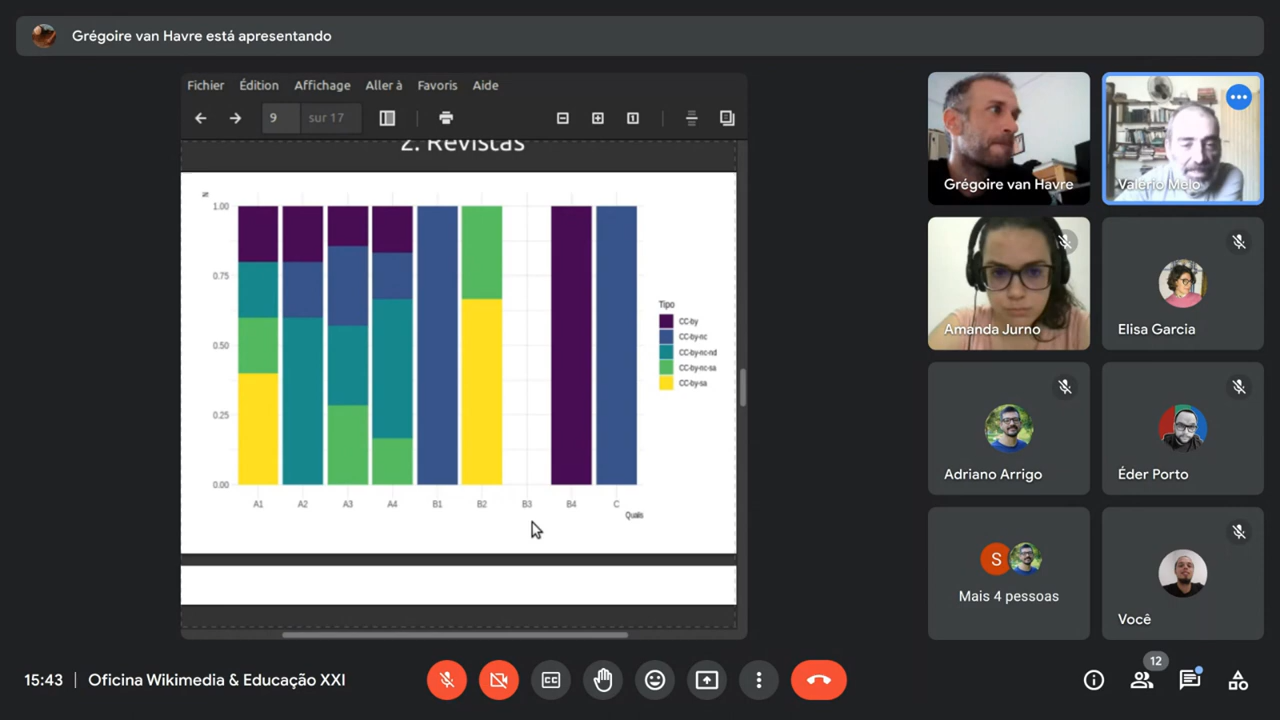 Grégoire van Havre está apresentando
Fichier Édition Affichage Aller à Favoris Aide
9 sur 17
2. Revistas
N
1.00
0.75
0.50
0.25
0.00
A1 A2 A3 A4 B1 B2 B3 B4 C
Qualis
Tipo
CC-by
CC-by-nc
CC-by-nc-nd
CC-by-nc-sa
CC-by-sa
Grégoire van Havre
Valério Melo
Amanda Jurno
Elisa Garcia
Adriano Arrigo
Éder Porto
S
Mais 4 pessoas
Você
15:43 | Oficina Wikimedia & Educação XXI
CC
12